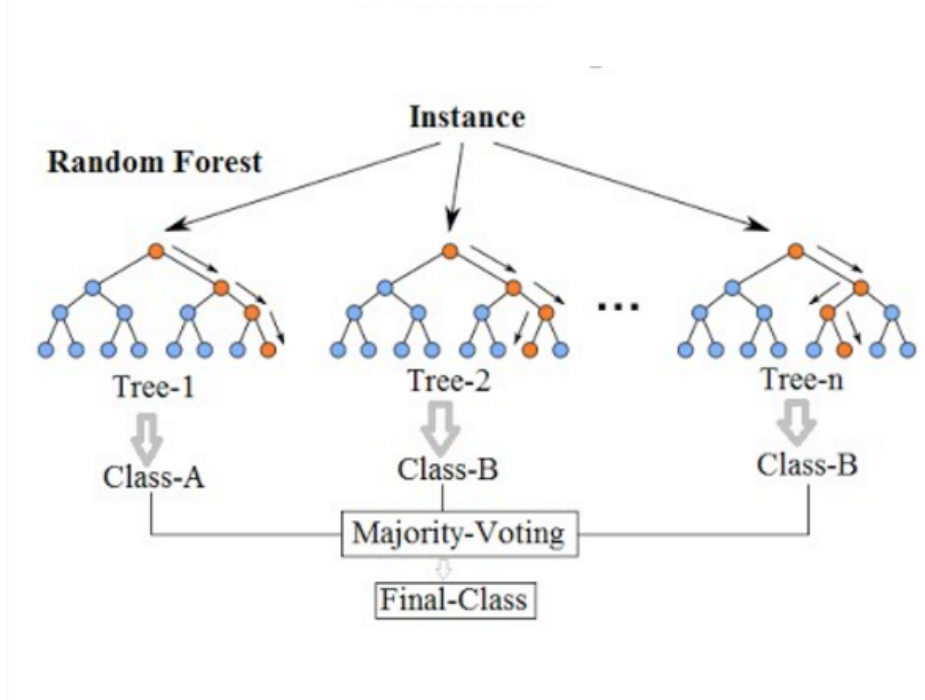 Instance
Random Forest
...
Tree-1
Tree-2
Tree-n
Class-A
Class-B
Class-B
Majority-Voting
Final-Class